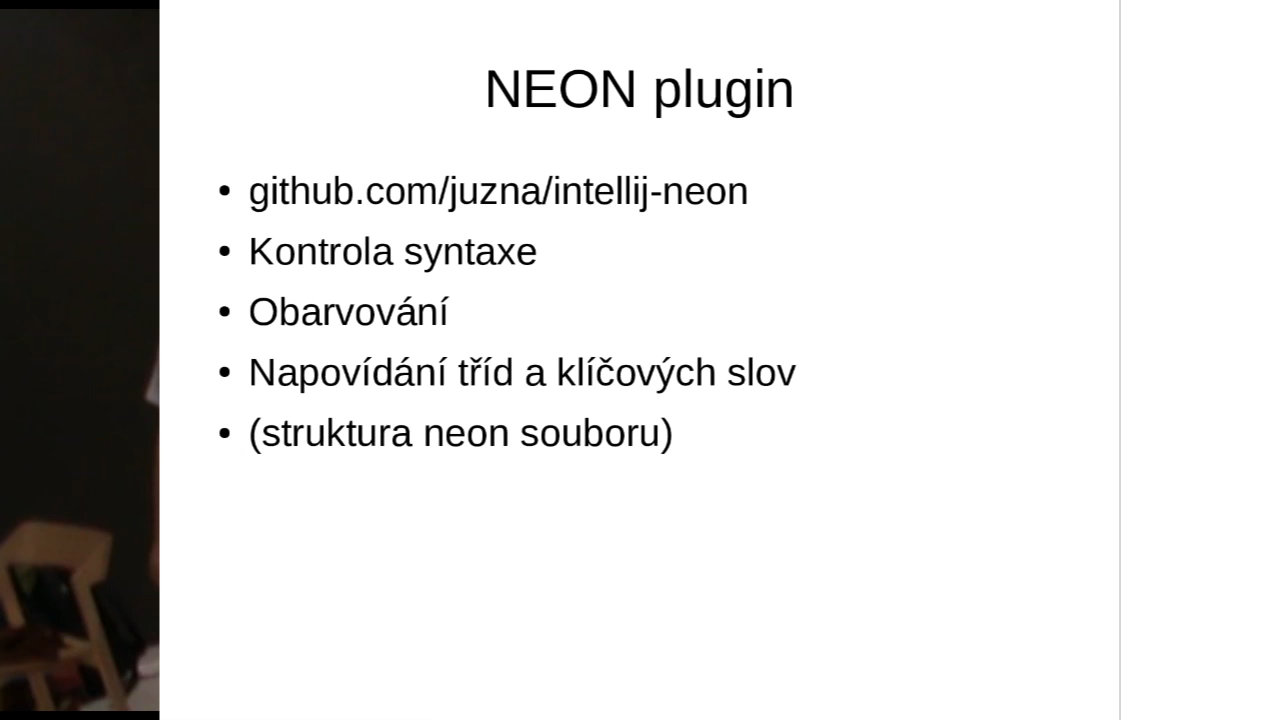 NEON plugin
• github.com/juzna/intellij-neon
• Kontrola syntaxe
• Obarvování
• Napovídání tříd a klíčových slov
• (struktura neon souboru)